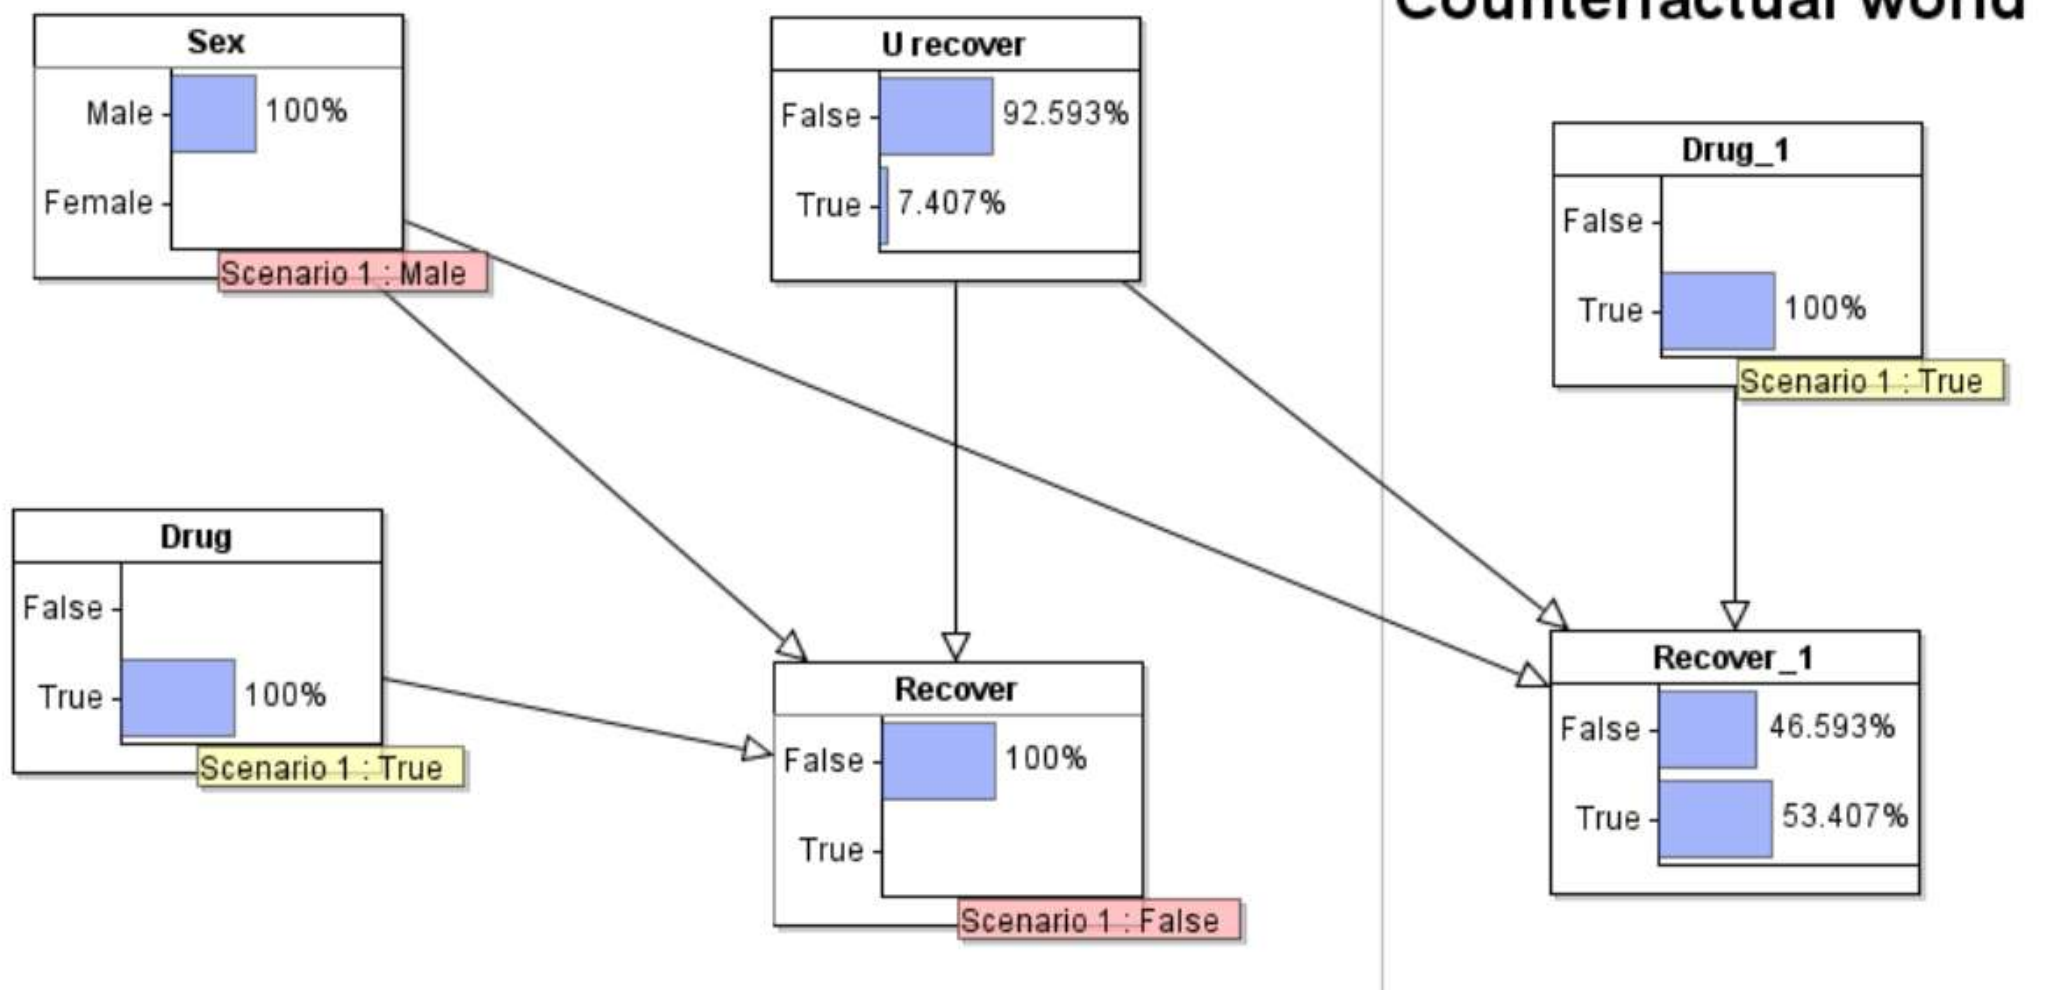 Counterfactual world
Sex
Male
100%
Female
Scenario 1 : Male
U recover
False
92.593%
True
7.407%
Drug_1
False
True
100%
Scenario 1 : True
Drug
False
True
100%
Scenario 1 : True
Recover
False
100%
True
Scenario 1 : False
Recover_1
False
46.593%
True
53.407%